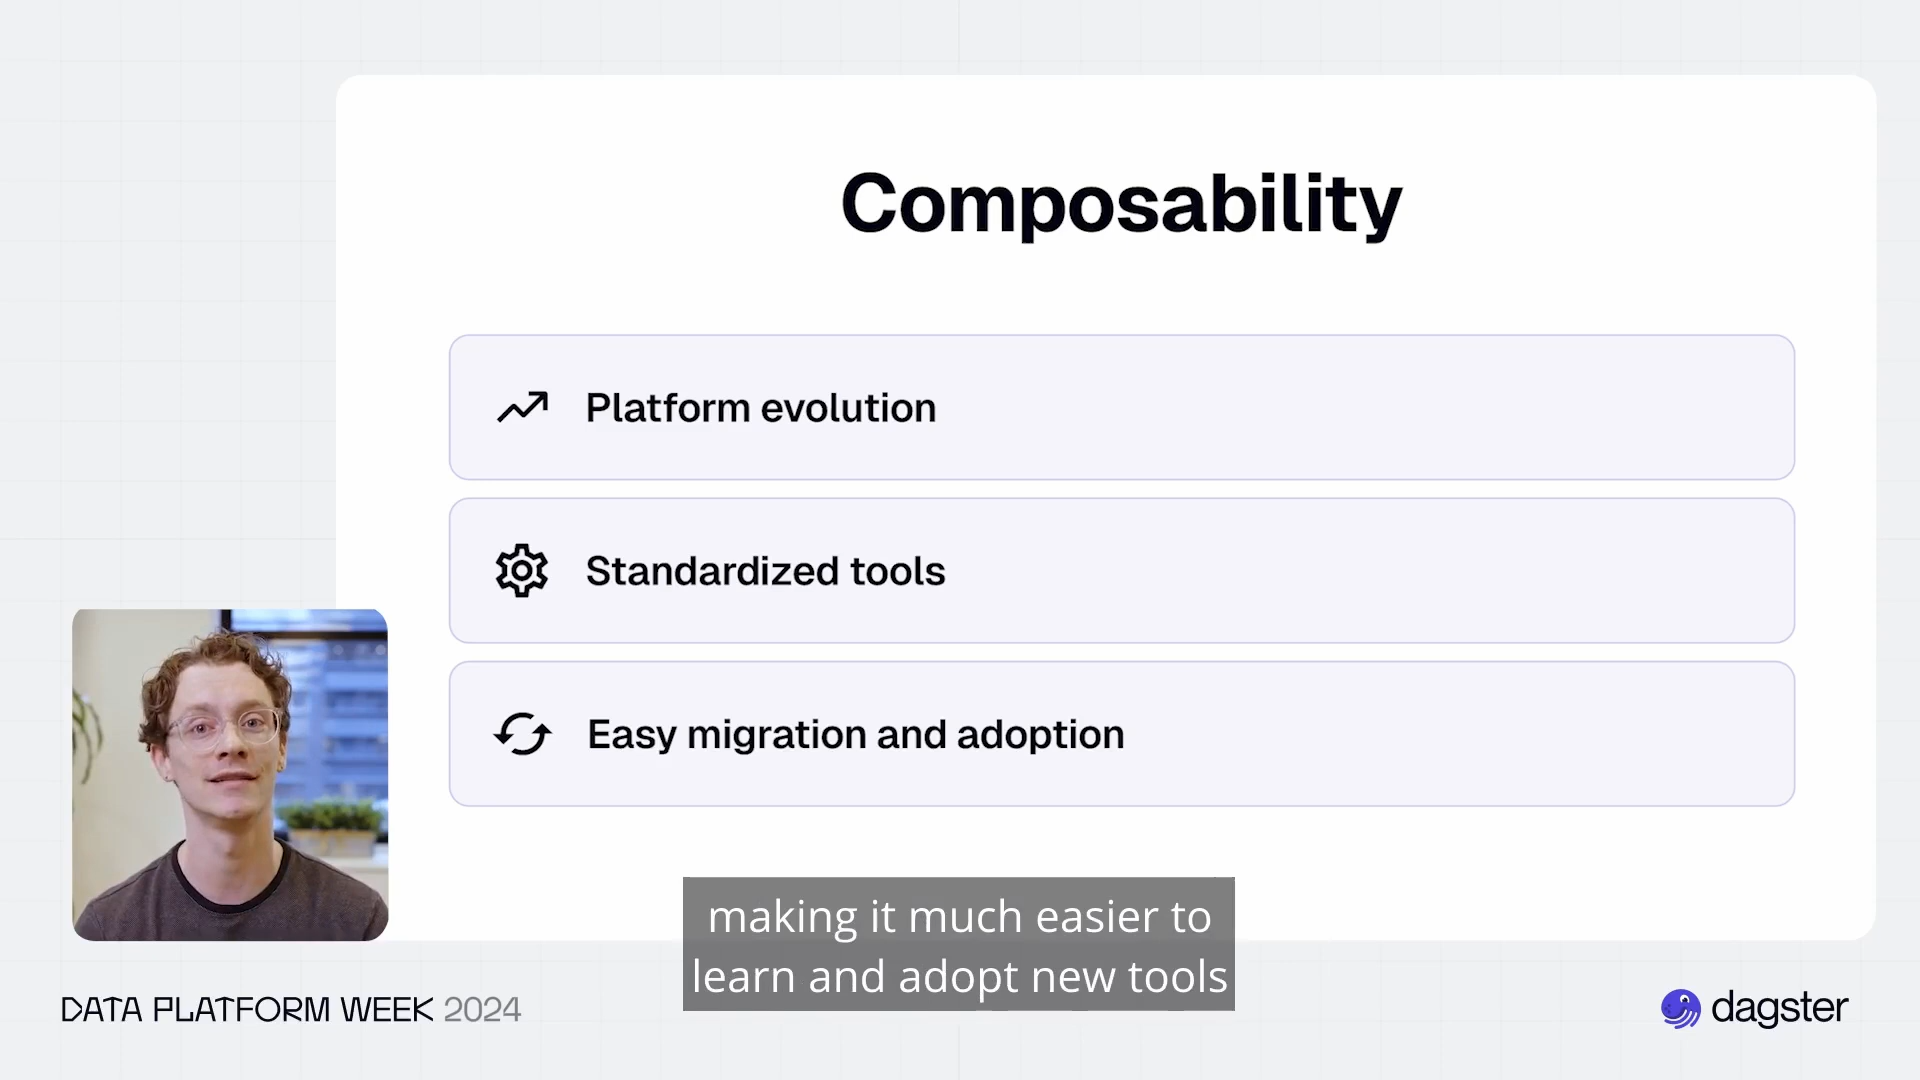 Composability
Platform evolution
Standardized tools
Easy migration and adoption
making it much easier to
learn and adopt new tools
DATA PLATFORM WEEK 2024
dagster